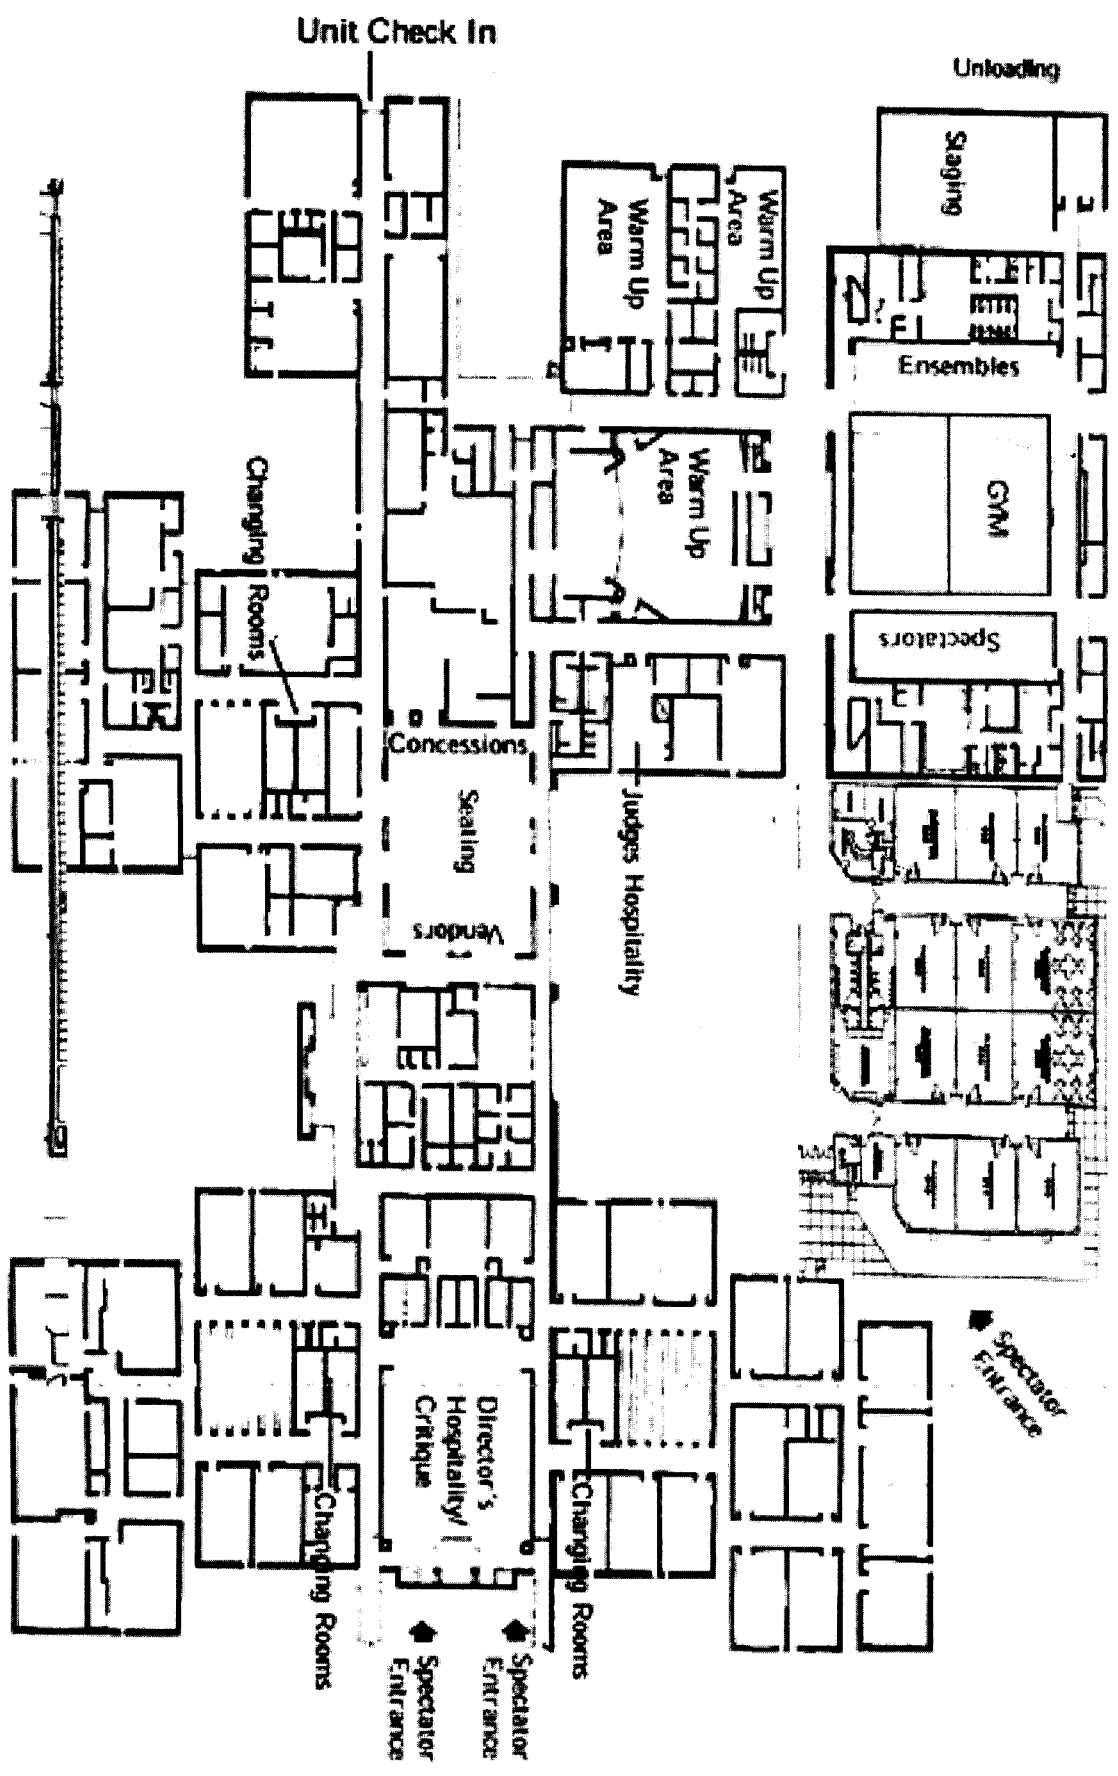 Unit Check In
Unloading
Staging
Warm Up
Area
Warm Up
Area
Ensembles
GYM
Warm Up
Area
Changing Rooms
Spectators
Concessions
Seating
Judges Hospitality
Vendors
Spectator
Entrance
Director's
Hospitality/
Critique
Changing Rooms
Changing Rooms
Spectator
Entrance
Spectator
Entrance